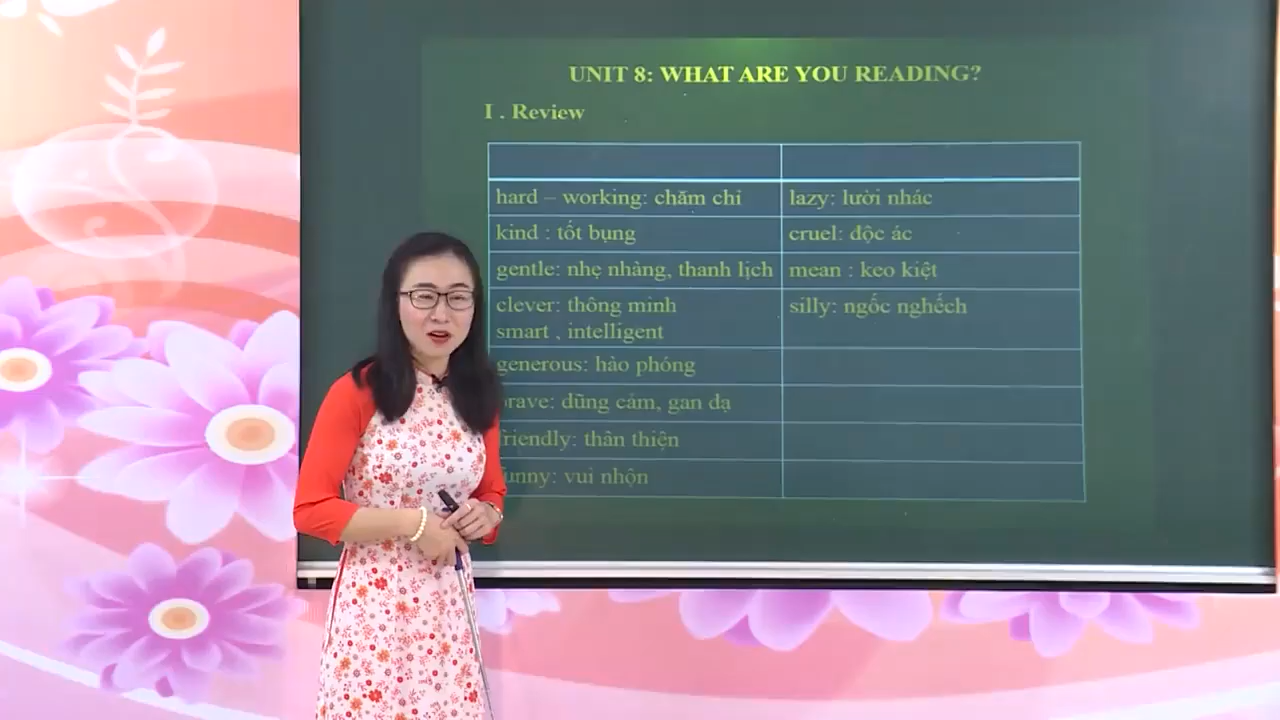 UNIT 8: WHAT ARE YOU READING?
I . Review
hard – working: chăm chỉ
lazy: lười nhác
kind : tốt bụng
cruel: độc ác
gentle: nhẹ nhàng, thanh lịch
mean : keo kiệt
clever: thông minh
smart , intelligent
silly: ngốc nghếch
generous: hào phóng
rave: dũng cảm, gan dạ
riendly: thân thiện
unny: vui nhộn